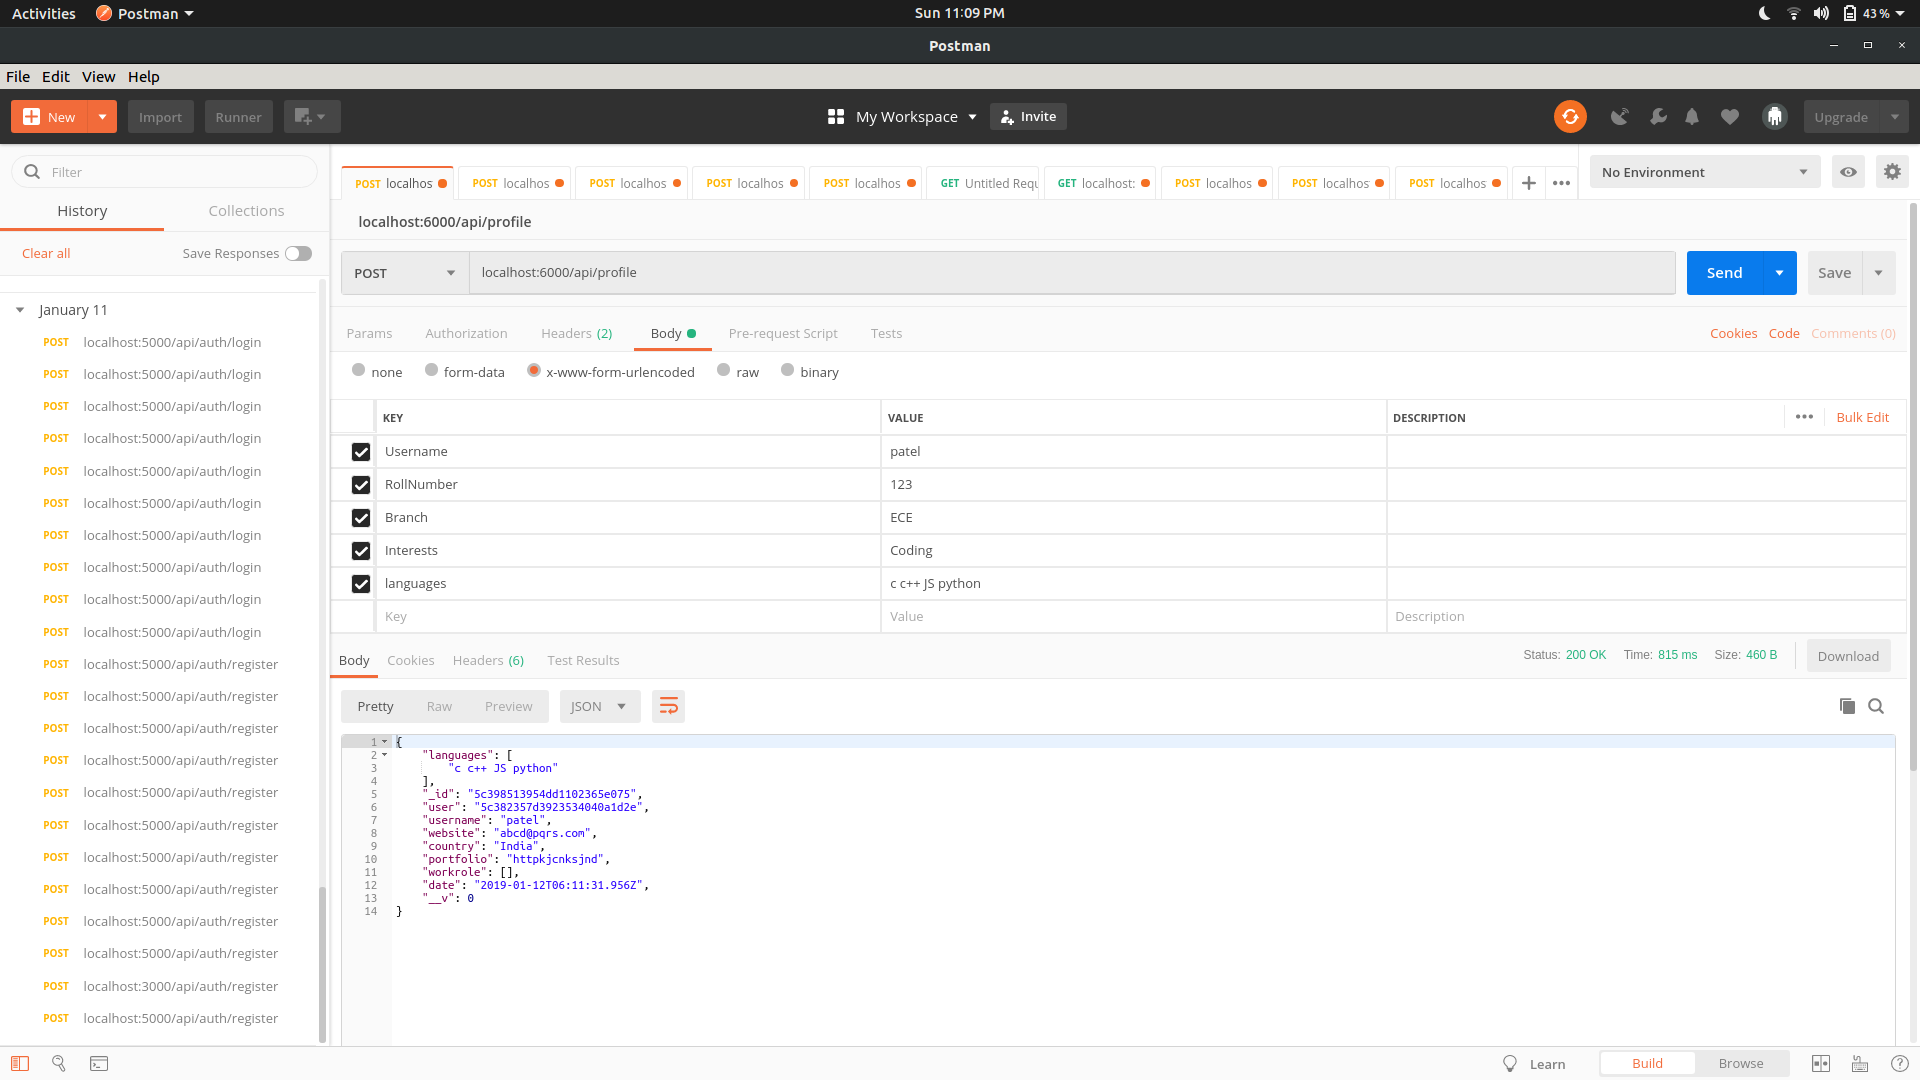 Activities Postman Sun 11:09 PM 43 %
Postman
File Edit View Help
New Import Runner My Workspace Invite Upgrade
Filter
History Collections
Clear all Save Responses
January 11
POST localhost:5000/api/auth/login
POST localhost:5000/api/auth/login
POST localhost:5000/api/auth/login
POST localhost:5000/api/auth/login
POST localhost:5000/api/auth/login
POST localhost:5000/api/auth/login
POST localhost:5000/api/auth/login
POST localhost:5000/api/auth/login
POST localhost:5000/api/auth/login
POST localhost:5000/api/auth/login
POST localhost:5000/api/auth/register
POST localhost:5000/api/auth/register
POST localhost:5000/api/auth/register
POST localhost:5000/api/auth/register
POST localhost:5000/api/auth/register
POST localhost:5000/api/auth/register
POST localhost:5000/api/auth/register
POST localhost:5000/api/auth/register
POST localhost:5000/api/auth/register
POST localhost:5000/api/auth/register
POST localhost:3000/api/auth/register
POST localhost:5000/api/auth/register
POST localhos POST localhos POST localhos POST localhos POST localhos GET Untitled Requ GET localhost: POST localhos POST localhos POST localhos + ••• No Environment
localhost:6000/api/profile
POST localhost:6000/api/profile Send Save
Params Authorization Headers (2) Body Pre-request Script Tests Cookies Code Comments (0)
none form-data x-www-form-urlencoded raw binary
KEY VALUE DESCRIPTION ••• Bulk Edit
Username patel
RollNumber 123
Branch ECE
Interests Coding
languages c c++ JS python
Key Value Description
Body Cookies Headers (6) Test Results Status: 200 OK Time: 815 ms Size: 460 B Download
Pretty Raw Preview JSON
1 {
2 "languages": [
3 "c c++ JS python"
4 ],
5 "_id": "5c398513954dd1102365e075",
6 "user": "5c382357d3923534040a1d2e",
7 "username": "patel",
8 "website": "abcd@pqrs.com",
9 "country": "India",
10 "portfolio": "httpkjcnksjnd",
11 "workrole": [],
12 "date": "2019-01-12T06:11:31.956Z",
13 "__v": 0
14 }
Learn Build Browse